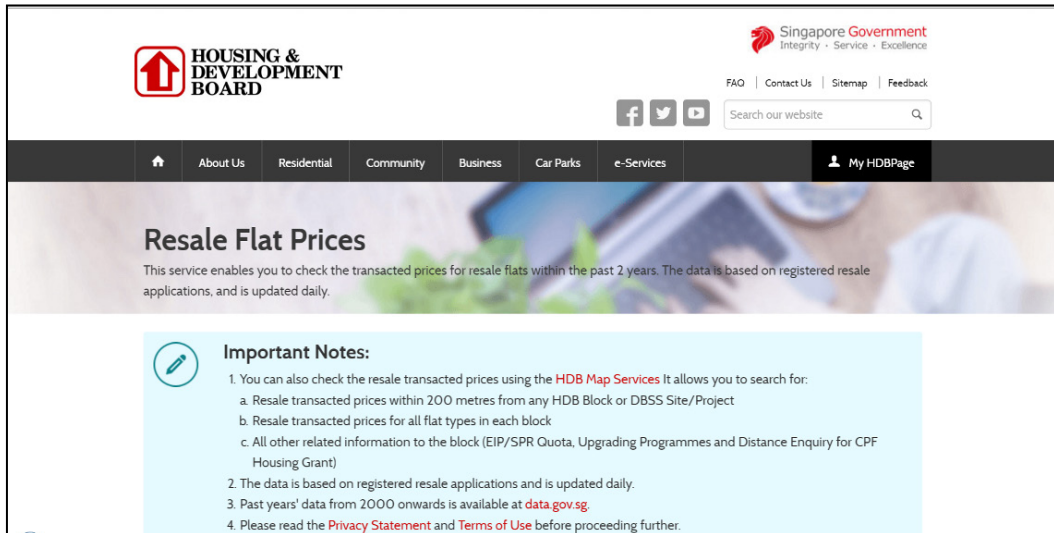 Singapore Government
Integrity · Service · Excellence
HOUSING &
DEVELOPMENT
BOARD
FAQ | Contact Us | Sitemap | Feedback
Search our website
About Us
Residential
Community
Business
Car Parks
e-Services
My HDBPage
Resale Flat Prices
This service enables you to check the transacted prices for resale flats within the past 2 years. The data is based on registered resale
applications, and is updated daily.
Important Notes:
1. You can also check the resale transacted prices using the HDB Map Services It allows you to search for:
a. Resale transacted prices within 200 metres from any HDB Block or DBSS Site/Project
b. Resale transacted prices for all flat types in each block
c. All other related information to the block (EIP/SPR Quota, Upgrading Programmes and Distance Enquiry for CPF
Housing Grant)
2. The data is based on registered resale applications and is updated daily.
3. Past years' data from 2000 onwards is available at data.gov.sg.
4. Please read the Privacy Statement and Terms of Use before proceeding further.